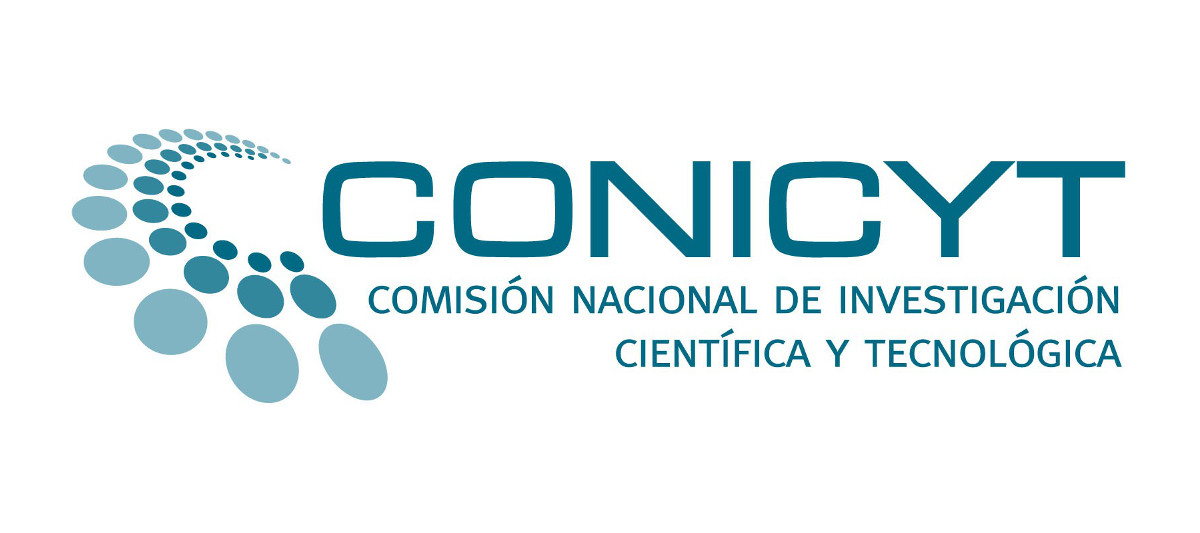 CONICYT
COMISIÓN NACIONAL DE INVESTIGACIÓN
CIENTÍFICA Y TECNOLÓGICA